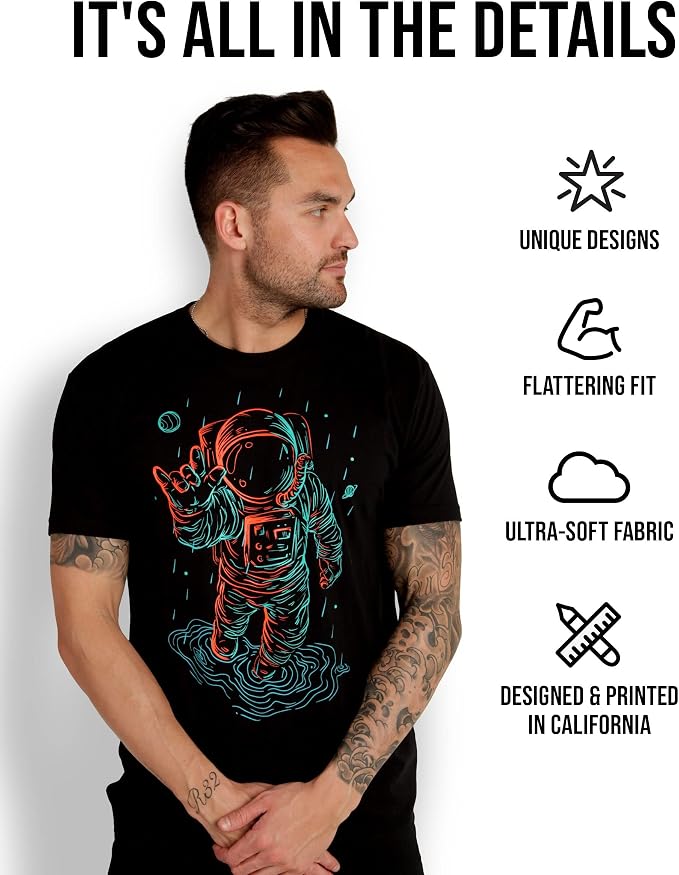 IT'S ALL IN THE DETAILS
UNIQUE DESIGNS
FLATTERING FIT
ULTRA-SOFT FABRIC
DESIGNED & PRINTED
IN CALIFORNIA
R32